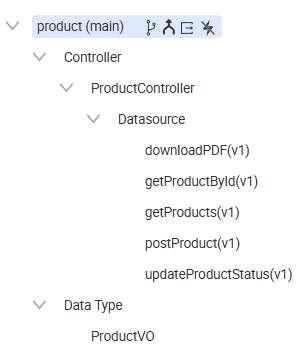 product (main)
Controller
ProductController
Datasource
downloadPDF(v1)
getProductById(v1)
getProducts(v1)
postProduct(v1)
updateProductStatus(v1)
Data Type
ProductVO